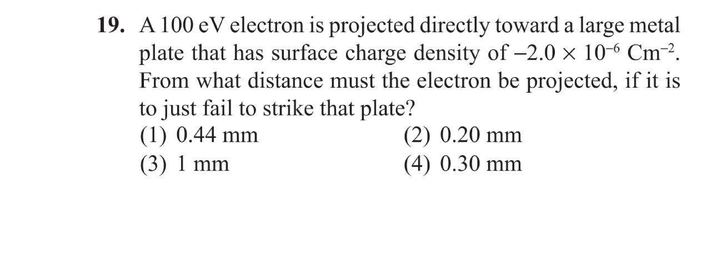 19. A 100 eV electron is projected directly toward a large metal
plate that has surface charge density of –2.0 × 10⁻⁶ Cm⁻².
From what distance must the electron be projected, if it is
to just fail to strike that plate?
(1) 0.44 mm (2) 0.20 mm
(3) 1 mm (4) 0.30 mm